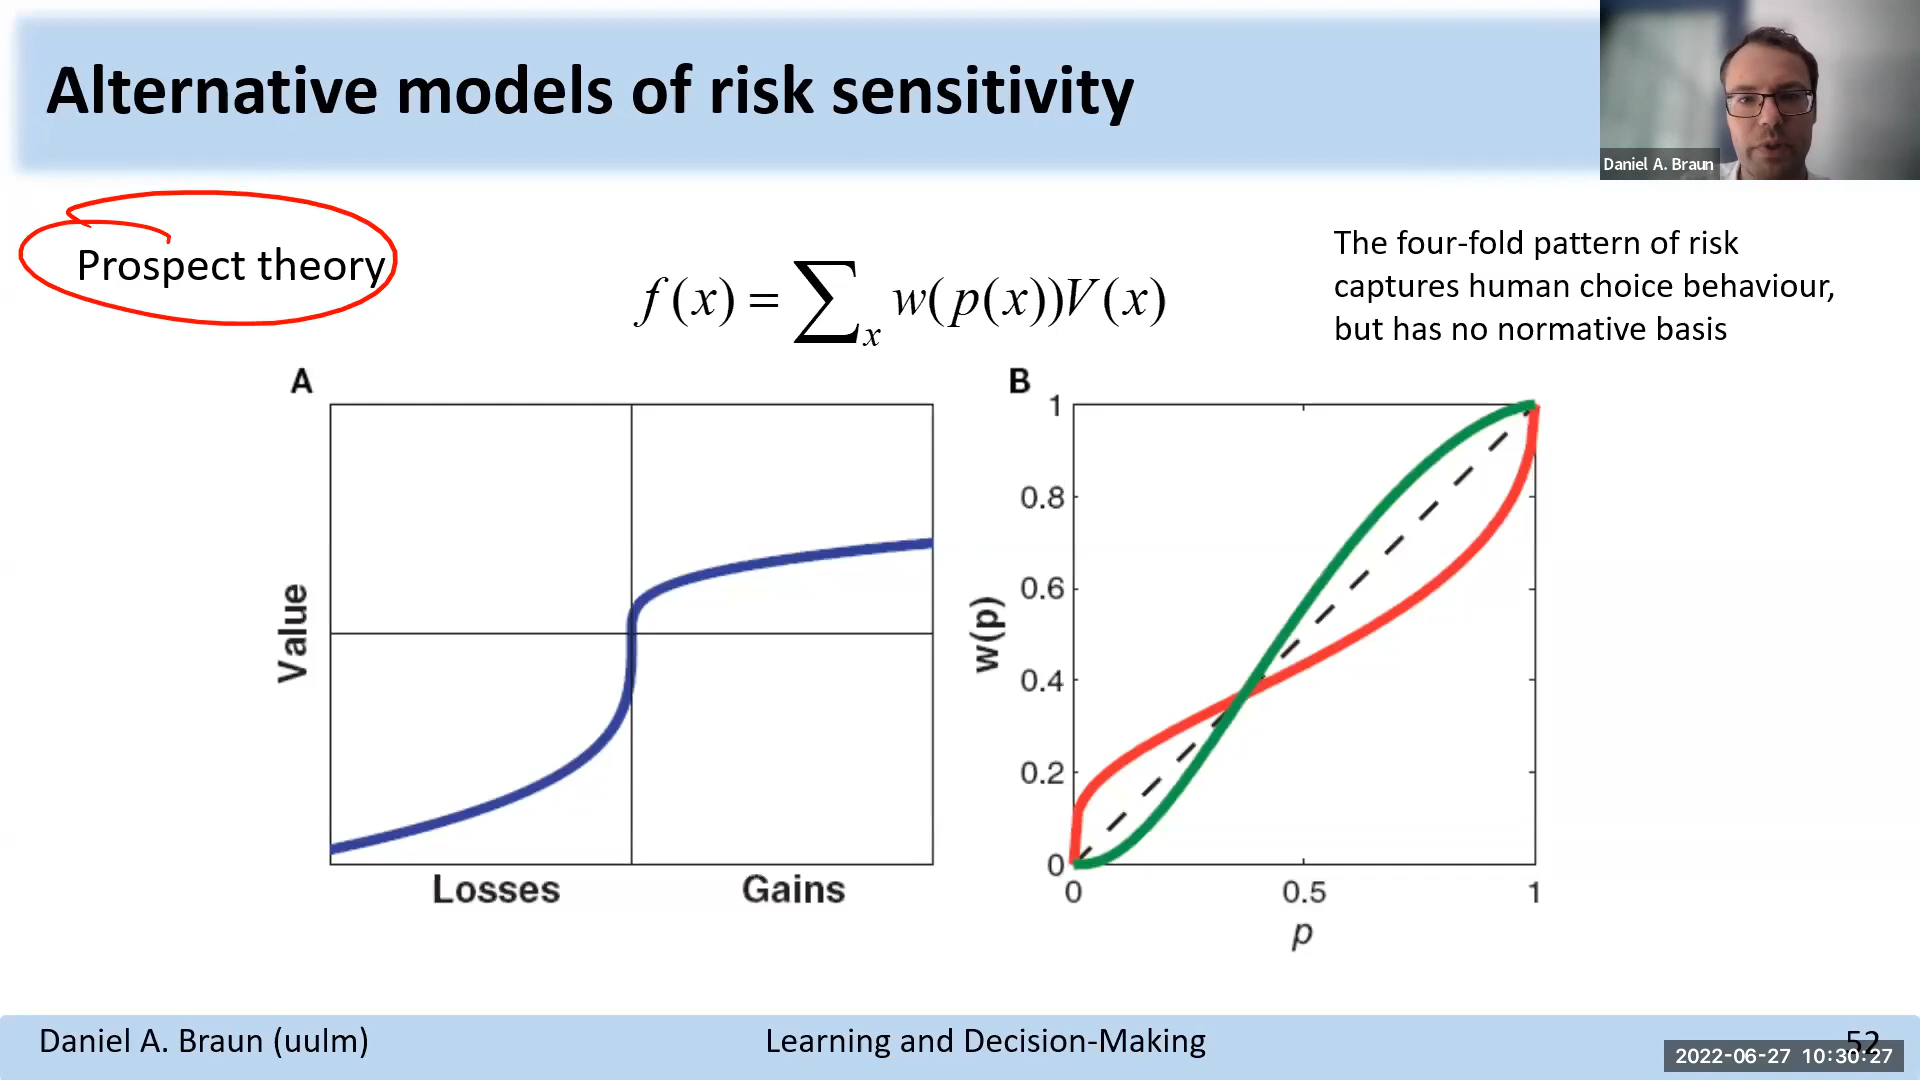 Alternative models of risk sensitivity
Daniel A. Braun
Prospect theory
f(x) = ∑ₓ w(p(x))V(x)
The four-fold pattern of risk
captures human choice behaviour,
but has no normative basis
A
Value
Losses
Gains
B
w(p)
1
0.8
0.6
0.4
0.2
0
0
0.5
1
p
Daniel A. Braun (uulm)
Learning and Decision-Making
52
2022-06-27 10:30:27